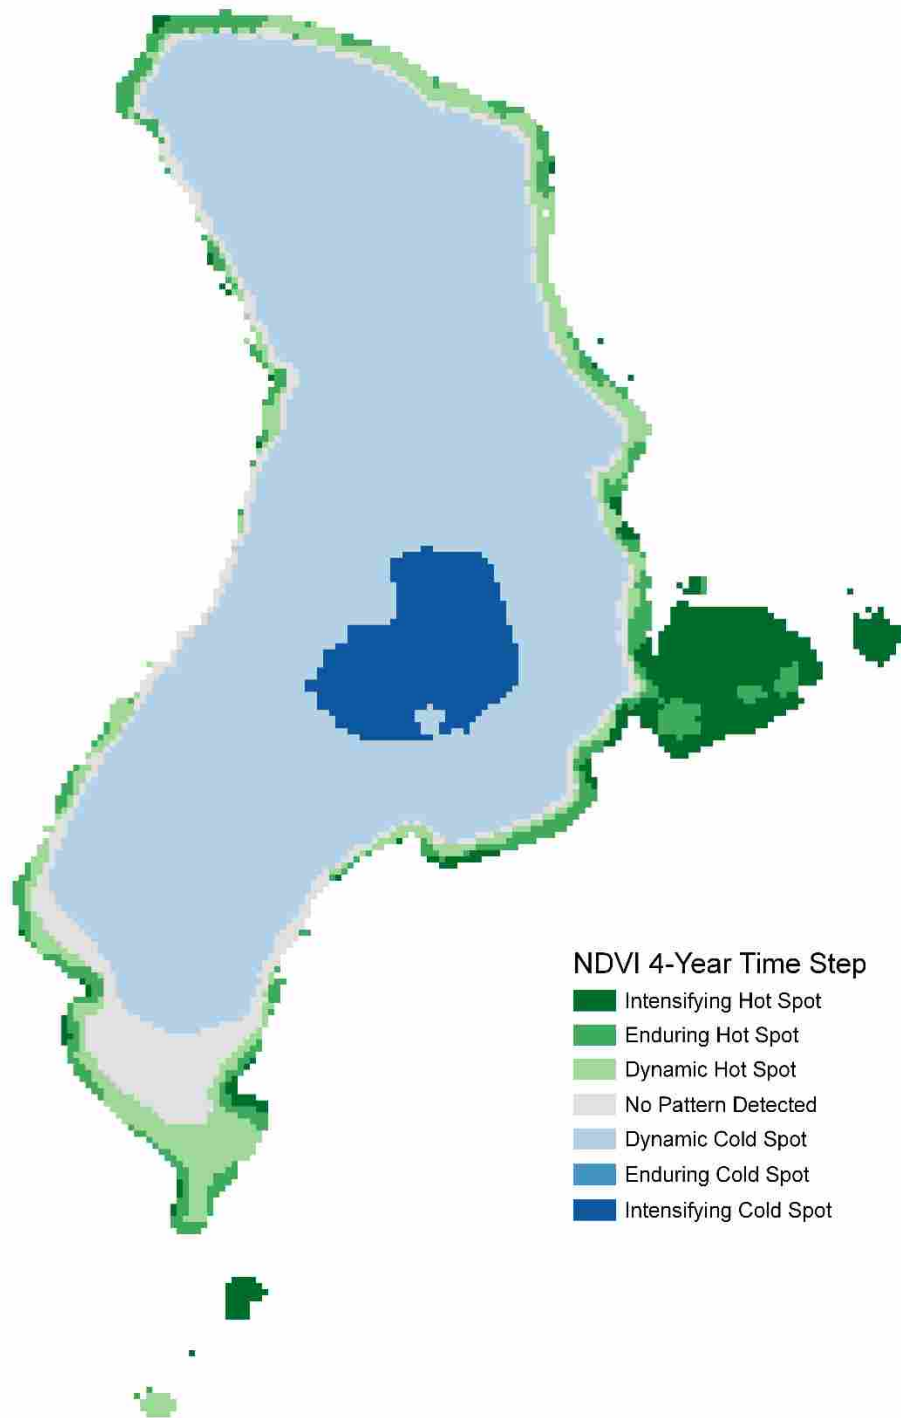 NDVI 4-Year Time Step
Intensifying Hot Spot
Enduring Hot Spot
Dynamic Hot Spot
No Pattern Detected
Dynamic Cold Spot
Enduring Cold Spot
Intensifying Cold Spot